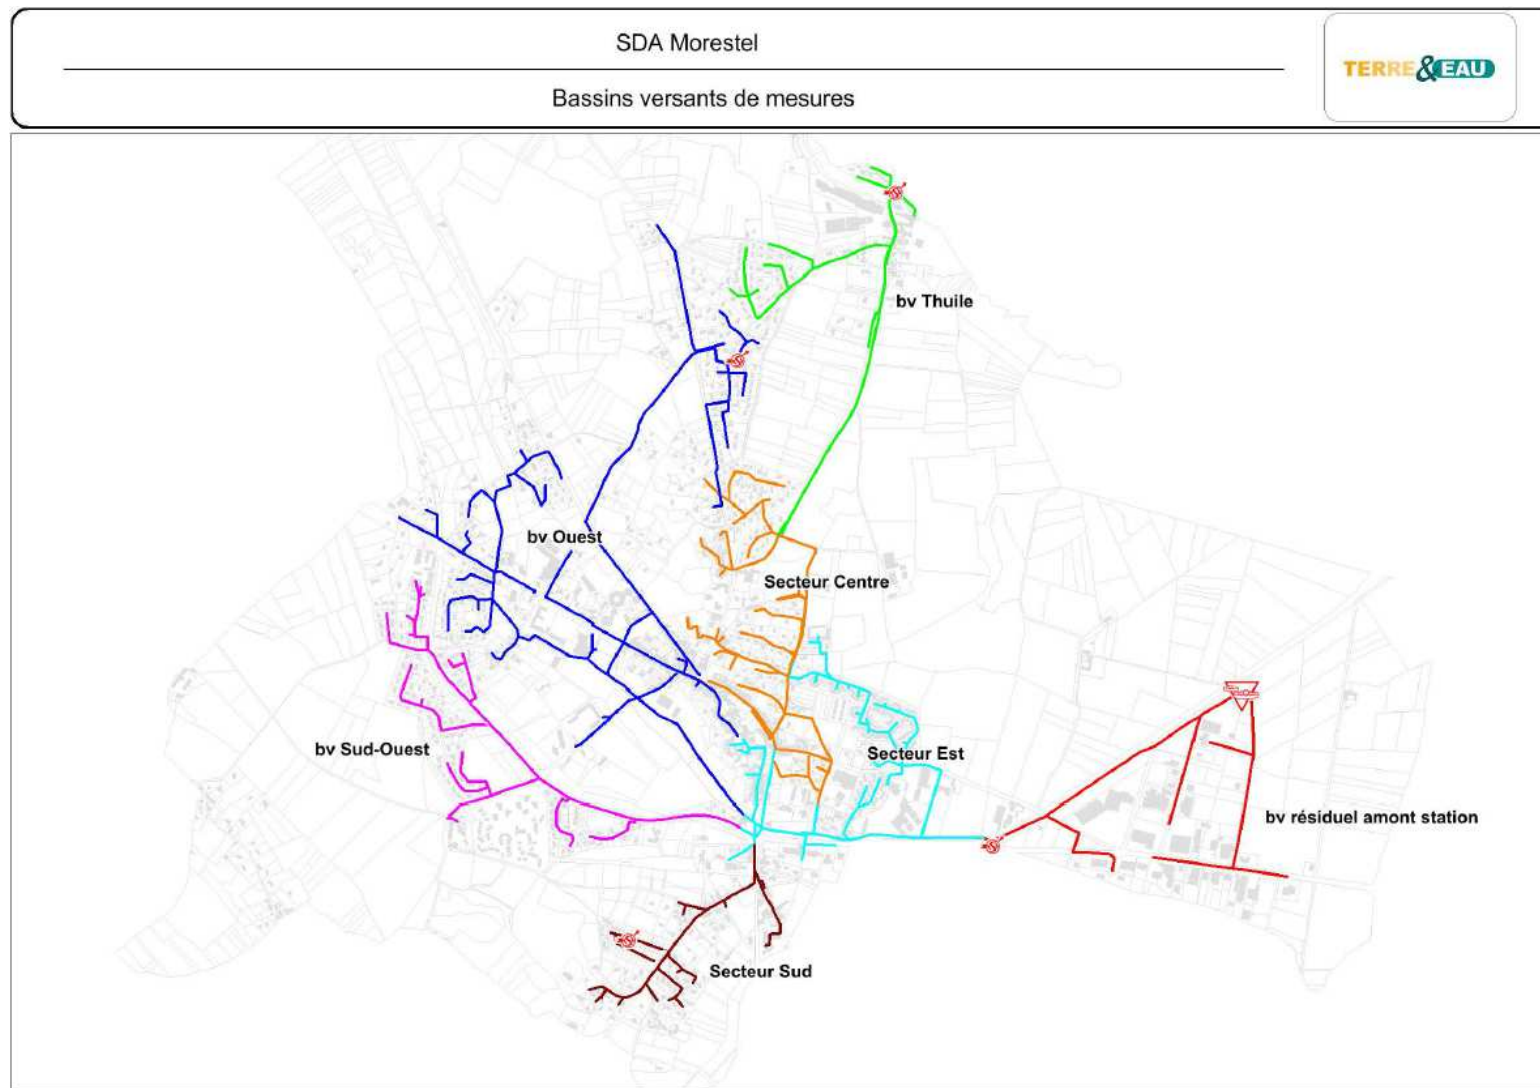 SDA Morestel
TERRE&EAU
Bassins versants de mesures
bv Thuile
bv Ouest
Secteur Centre
bv Sud-Ouest
Secteur Est
bv résiduel amont station
Secteur Sud